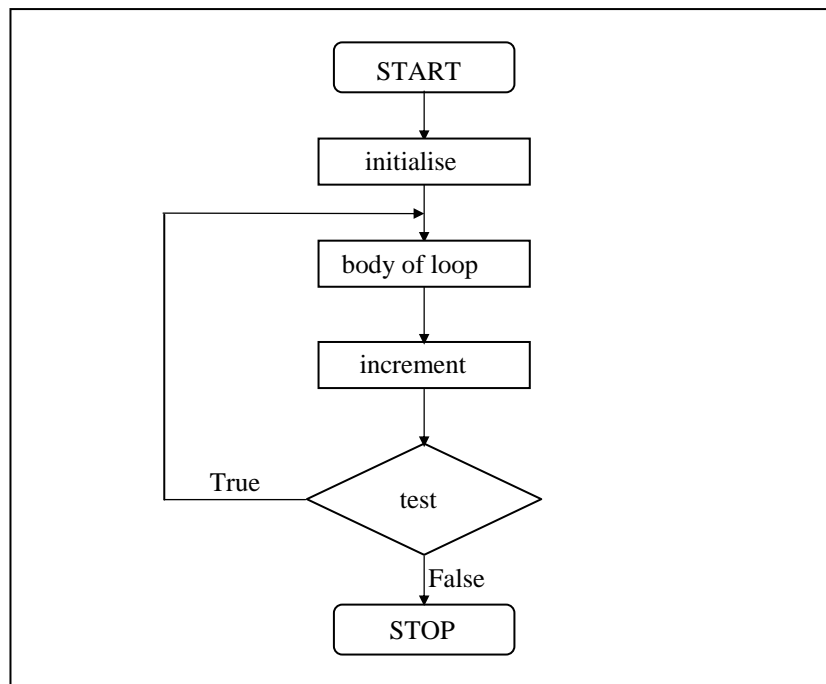 START
initialise
body of loop
increment
True
test
False
STOP